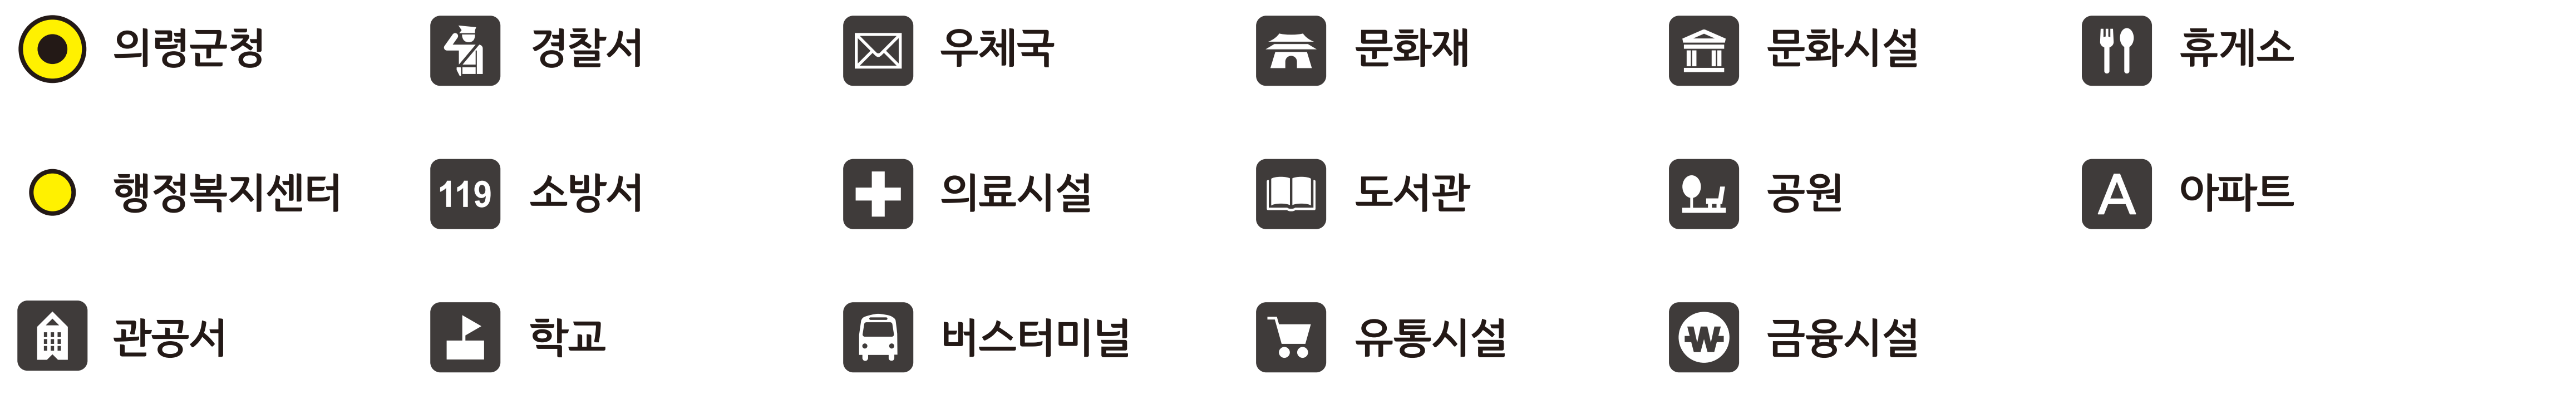 의령군청 경찰서 우체국 문화재 문화시설 휴게소
행정복지센터 119 소방서 의료시설 도서관 공원 A 아파트
관공서 학교 버스터미널 유통시설 W 금융시설